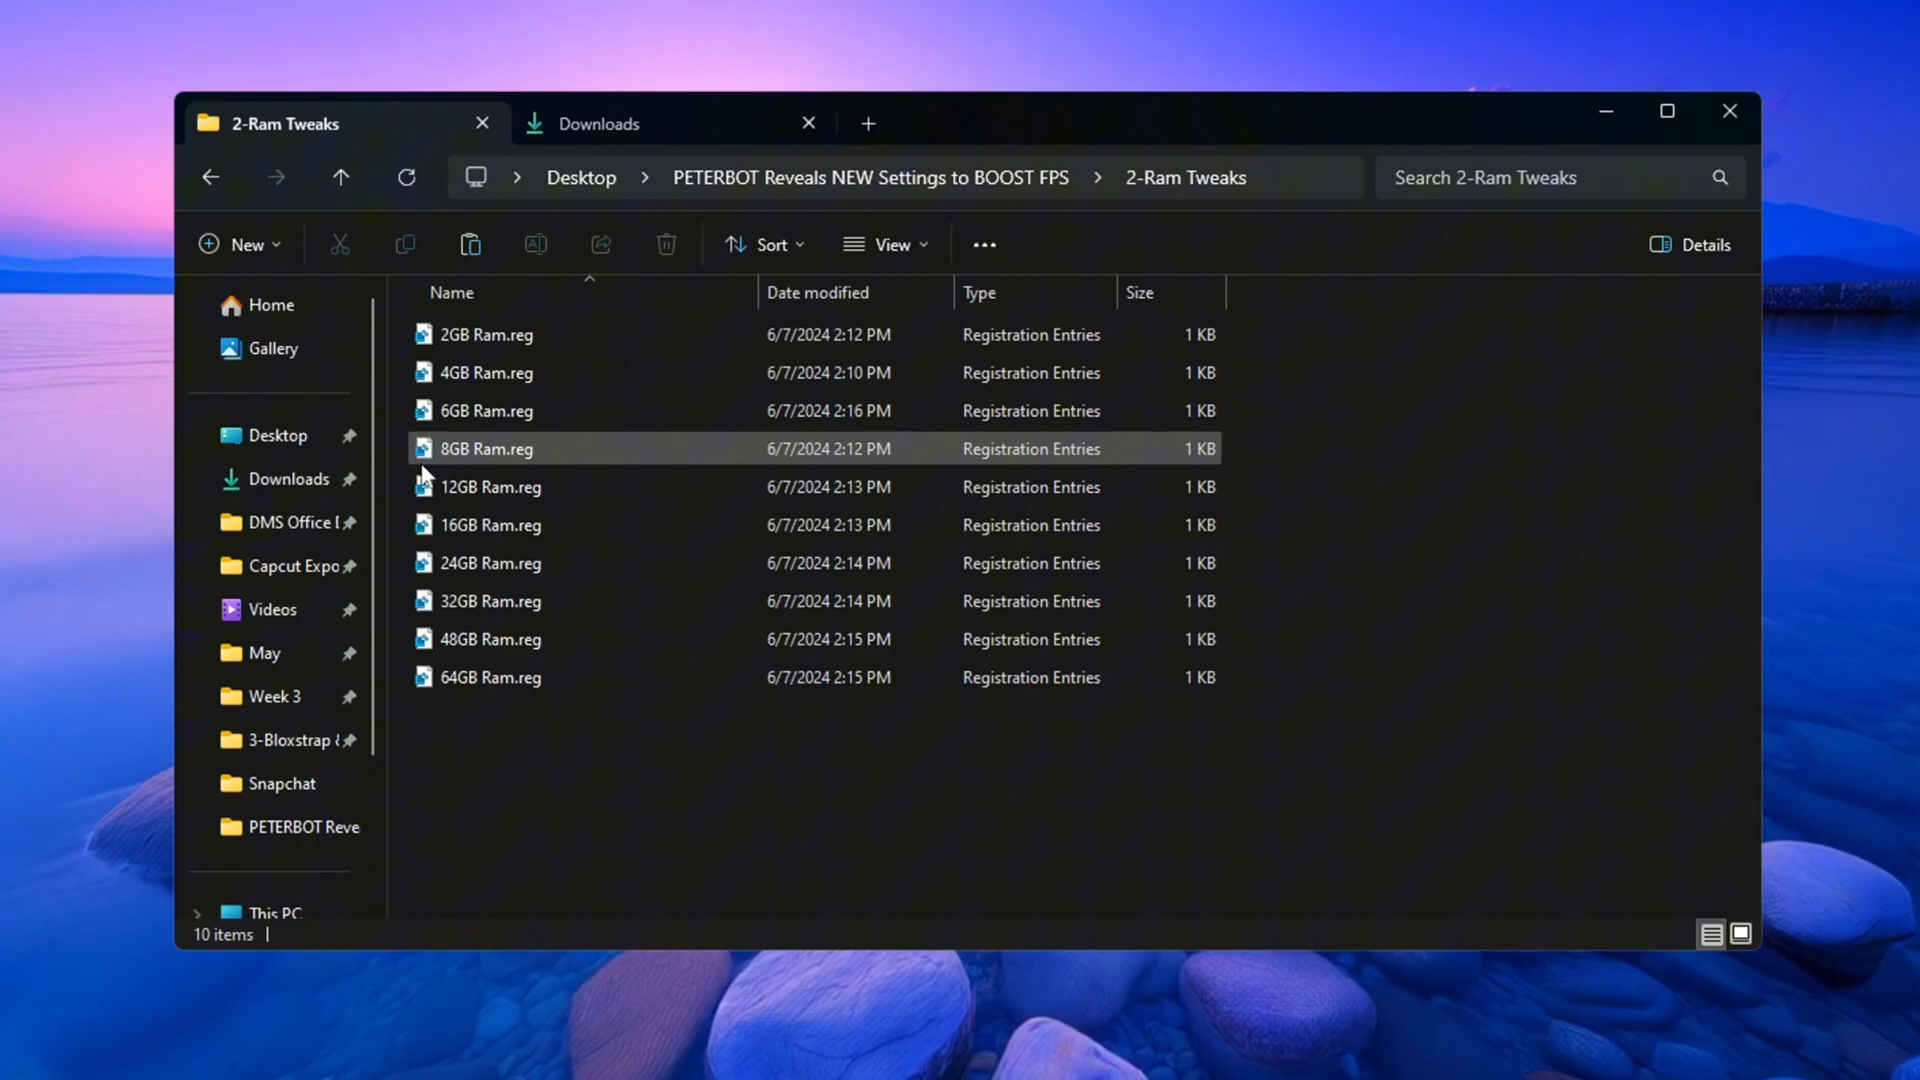 2-Ram Tweaks
Downloads
Desktop > PETERBOT Reveals NEW Settings to BOOST FPS > 2-Ram Tweaks
Search 2-Ram Tweaks
New
Sort
View
Details
Name Date modified Type Size
2GB Ram.reg 6/7/2024 2:12 PM Registration Entries 1 KB
4GB Ram.reg 6/7/2024 2:10 PM Registration Entries 1 KB
6GB Ram.reg 6/7/2024 2:16 PM Registration Entries 1 KB
8GB Ram.reg 6/7/2024 2:12 PM Registration Entries 1 KB
12GB Ram.reg 6/7/2024 2:13 PM Registration Entries 1 KB
16GB Ram.reg 6/7/2024 2:13 PM Registration Entries 1 KB
24GB Ram.reg 6/7/2024 2:14 PM Registration Entries 1 KB
32GB Ram.reg 6/7/2024 2:14 PM Registration Entries 1 KB
48GB Ram.reg 6/7/2024 2:15 PM Registration Entries 1 KB
64GB Ram.reg 6/7/2024 2:15 PM Registration Entries 1 KB
Home
Gallery
Desktop
Downloads
DMS Office
Capcut Expo
Videos
May
Week 3
3-Bloxstrap
Snapchat
PETERBOT Reve
This PC
10 items